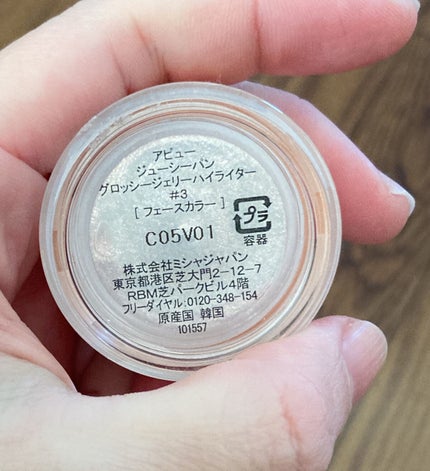 アピュー
ジューシーパン
グロッシージェリーハイライター
#3
[ フェースカラー ]
プラ
容器
C05V01
株式会社ミシャジャパン
東京都港区芝大門2-12-7
RBM芝パークビル4階
フリーダイヤル:0120-348-154
原産国 韓国
101557